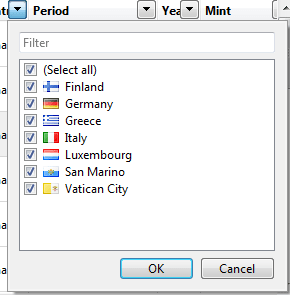 Period Yea Mint
Filter
(Select all)
Finland
Germany
Greece
Italy
Luxembourg
San Marino
Vatican City
OK Cancel